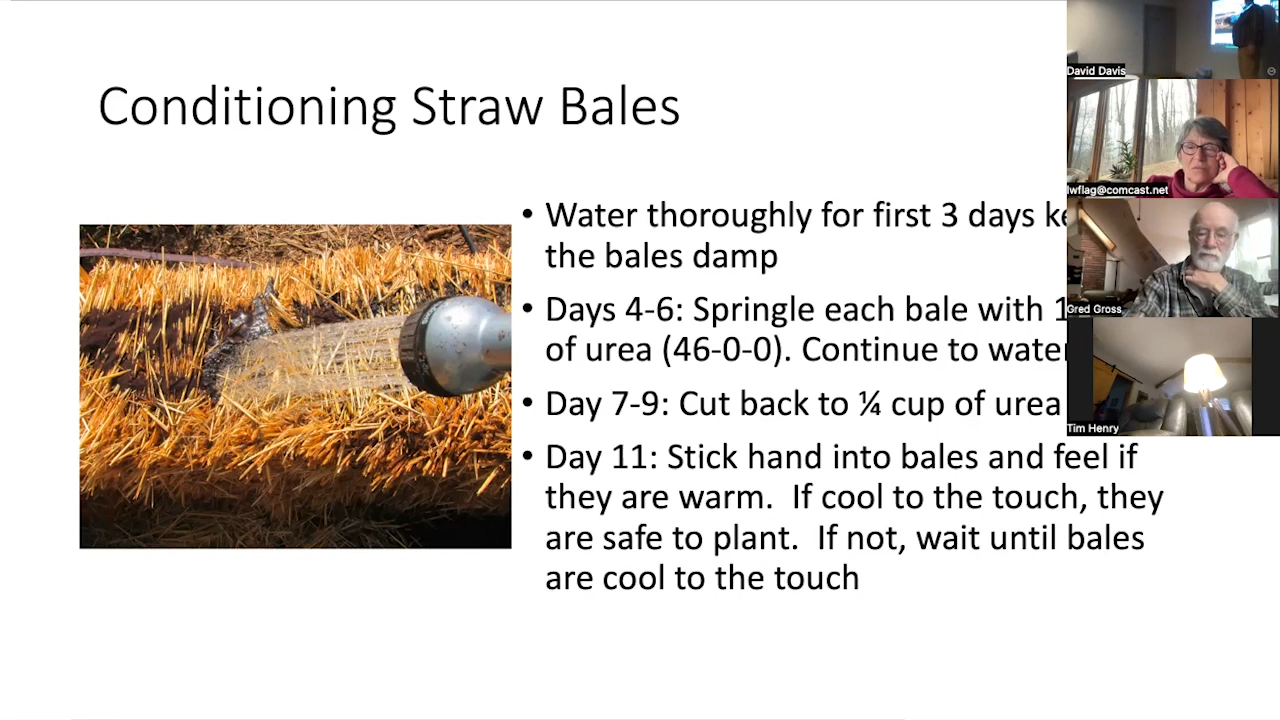 Conditioning Straw Bales
• Water thoroughly for first 3 days
the bales damp
• Days 4-6: Springle each bale with
of urea (46-0-0). Continue to water
• Day 7-9: Cut back to ¼ cup of urea
• Day 11: Stick hand into bales and feel if
they are warm.  If cool to the touch, they
are safe to plant.  If not, wait until bales
are cool to the touch
David Davis
lwflag@comcast.net
Gred Gross
Tim Henry